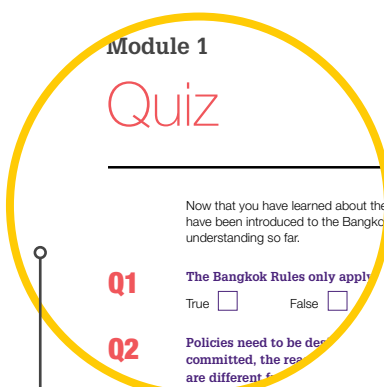 Module 1
Quiz
Now that you have learned about the
have been introduced to the Bangko
understanding so far.
Q1 The Bangkok Rules only apply
True False
Q2 Policies need to be des
committed, the rea
are different f